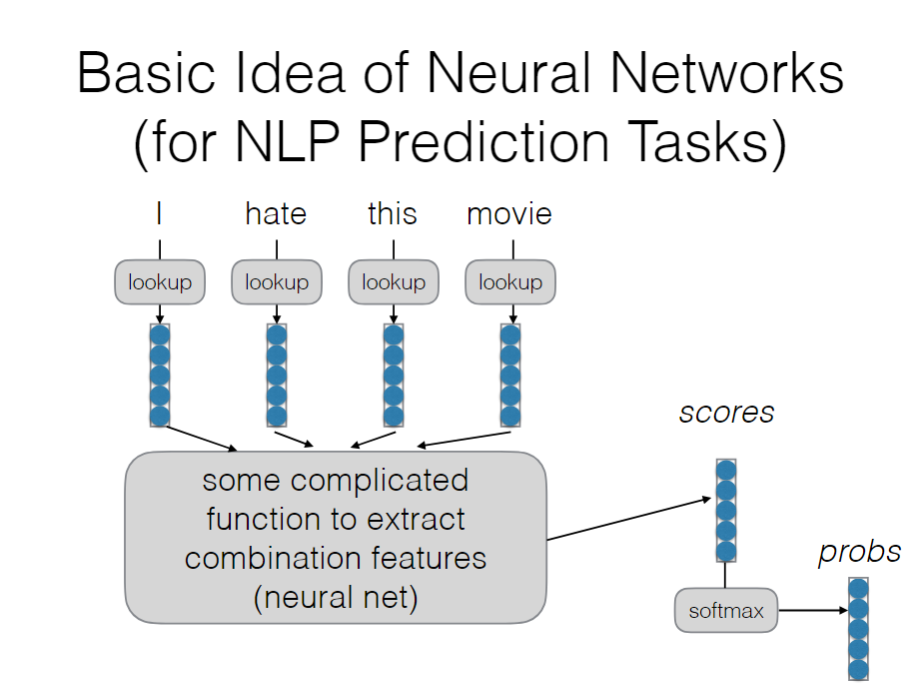 Basic Idea of Neural Networks
(for NLP Prediction Tasks)
I hate this movie
lookup lookup lookup lookup
some complicated
function to extract
combination features
(neural net)
scores
softmax
probs